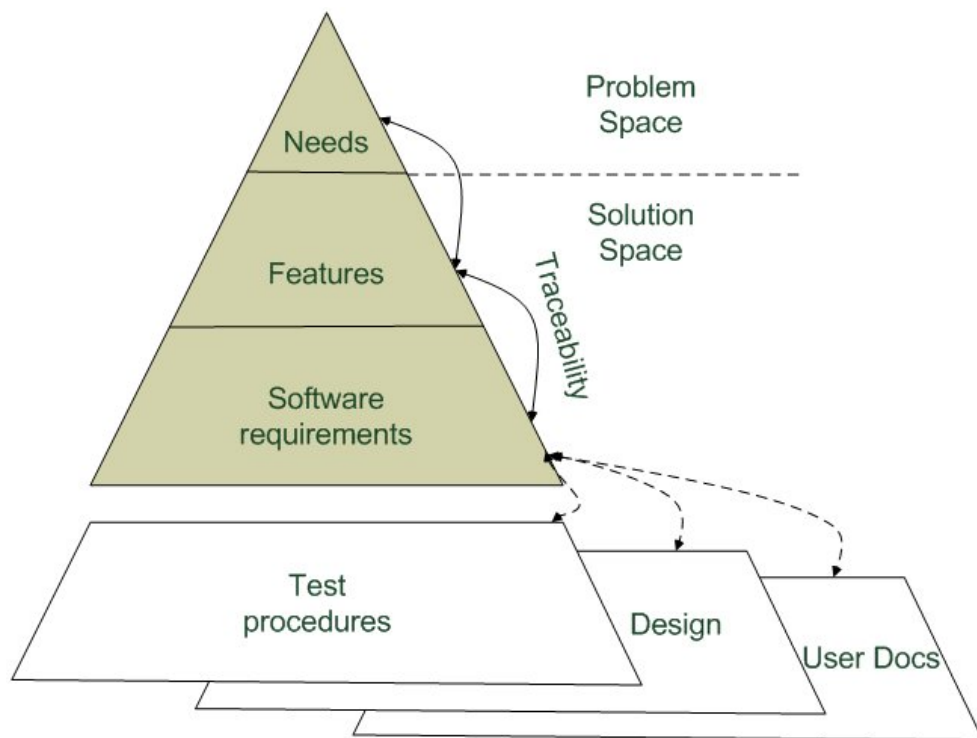 Problem
Space
Needs
Solution
Space
Features
Traceability
Software
requirements
Test
procedures
Design
User Docs